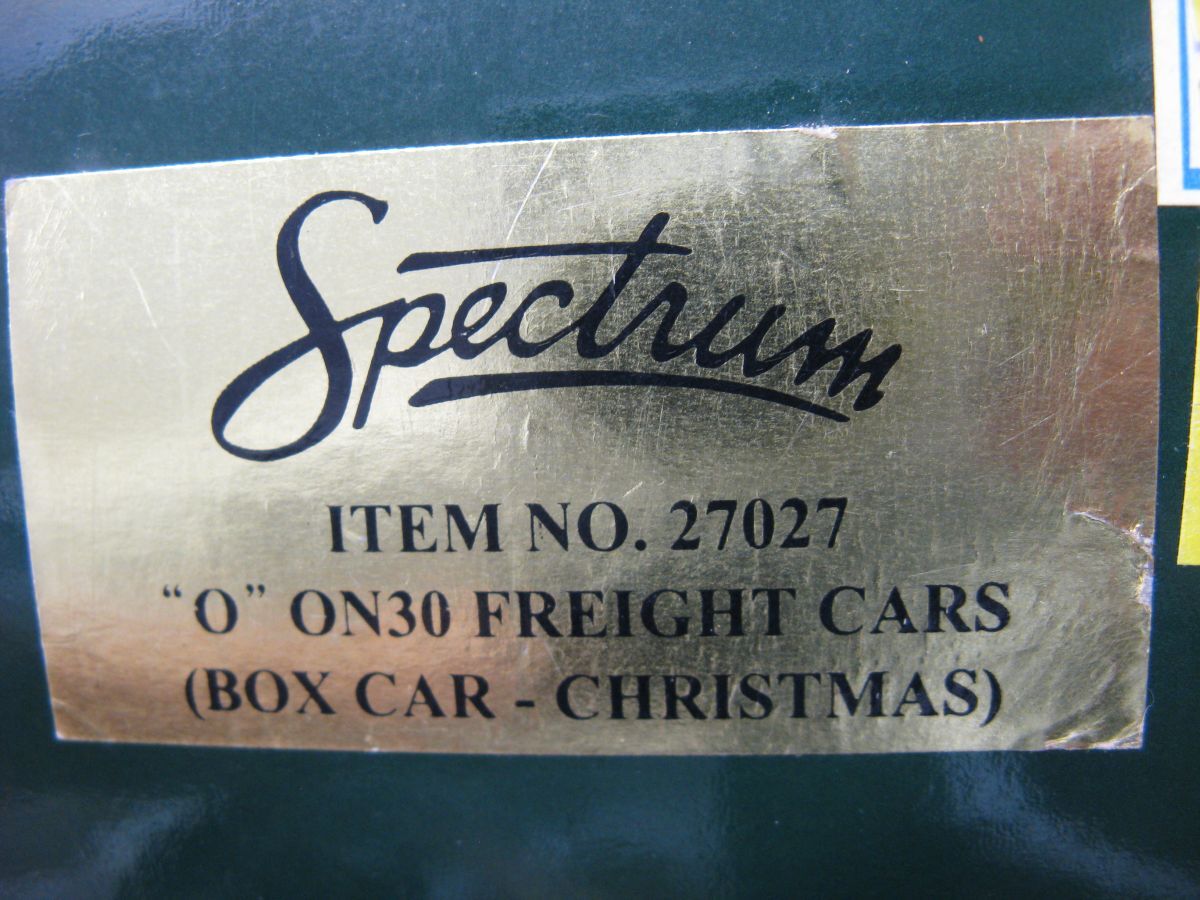 Spectrum
ITEM NO. 27027
“O” ON30 FREIGHT CARS
(BOX CAR - CHRISTMAS)